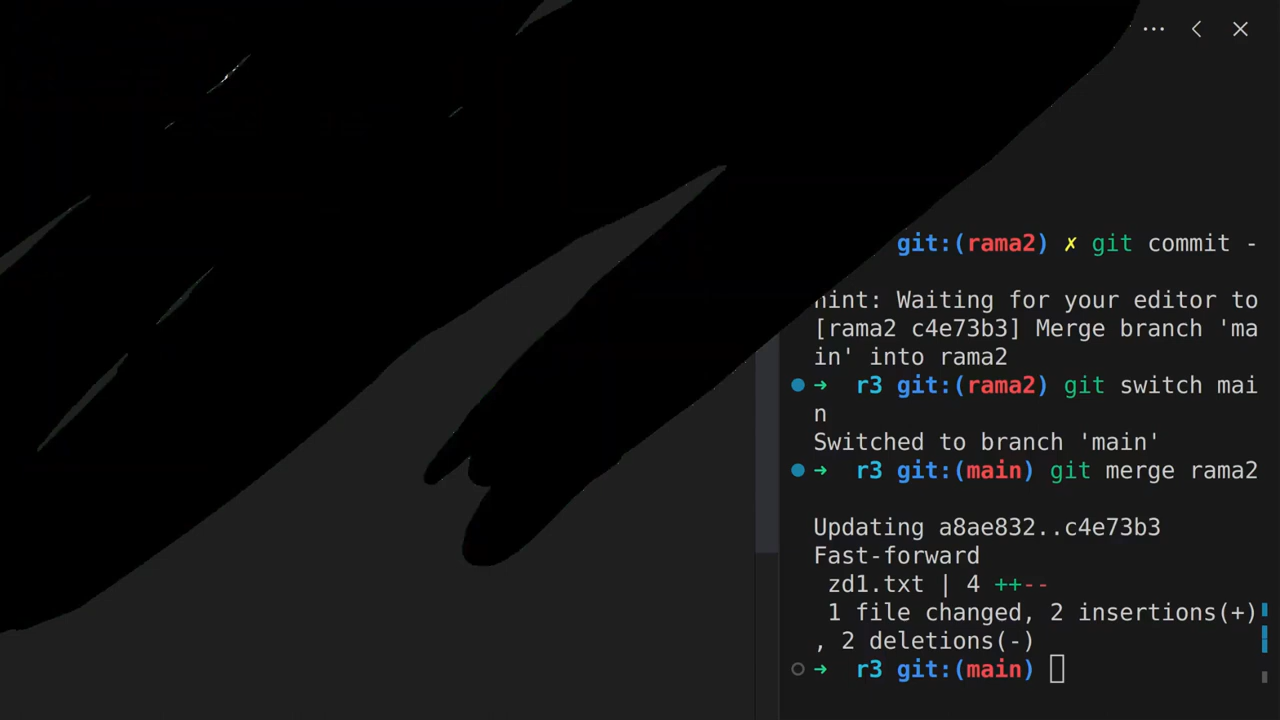 git:(rama2) ✗ git commit -
hint: Waiting for your editor to
[rama2 c4e73b3] Merge branch 'ma
in' into rama2
➜ r3 git:(rama2) git switch mai
n
Switched to branch 'main'
➜ r3 git:(main) git merge rama2
Updating a8ae832..c4e73b3
Fast-forward
zd1.txt | 4 ++--
1 file changed, 2 insertions(+)
, 2 deletions(-)
➜ r3 git:(main)